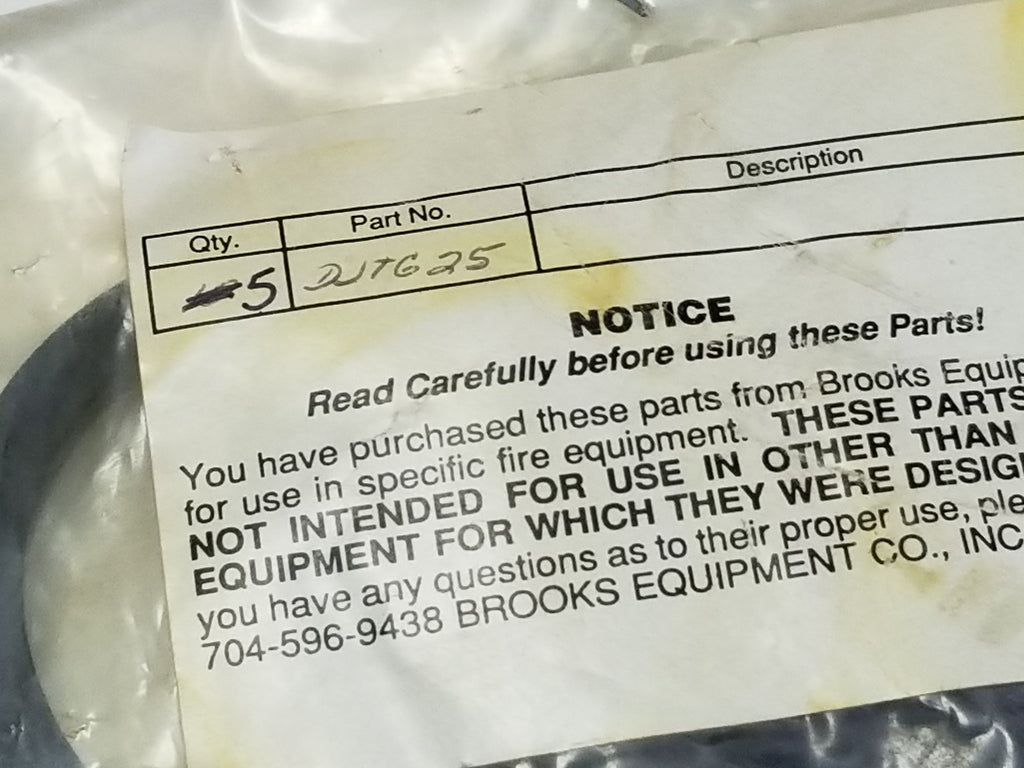 Qty. Part No. Description
5 DJTG25
NOTICE
Read Carefully before using these Parts!
You have purchased these parts from Brooks Equip
for use in specific fire equipment. THESE PARTS
NOT INTENDED FOR USE IN OTHER THAN
EQUIPMENT FOR WHICH THEY WERE DESIG
you have any questions as to their proper use, ple
704-596-9438 BROOKS EQUIPMENT CO., INC